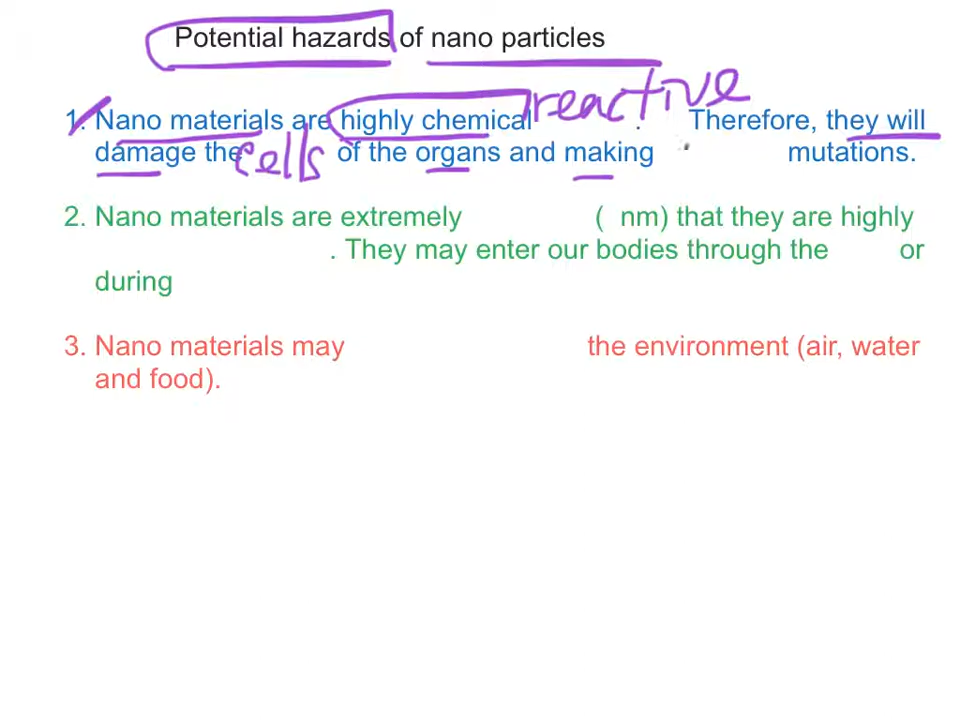 Potential hazards of nano particles
1. Nano materials are highly chemical reactive . Therefore, they will
damage the cells of the organs and making mutations.
2. Nano materials are extremely ( nm) that they are highly
. They may enter our bodies through the or
during
3. Nano materials may the environment (air, water
and food).